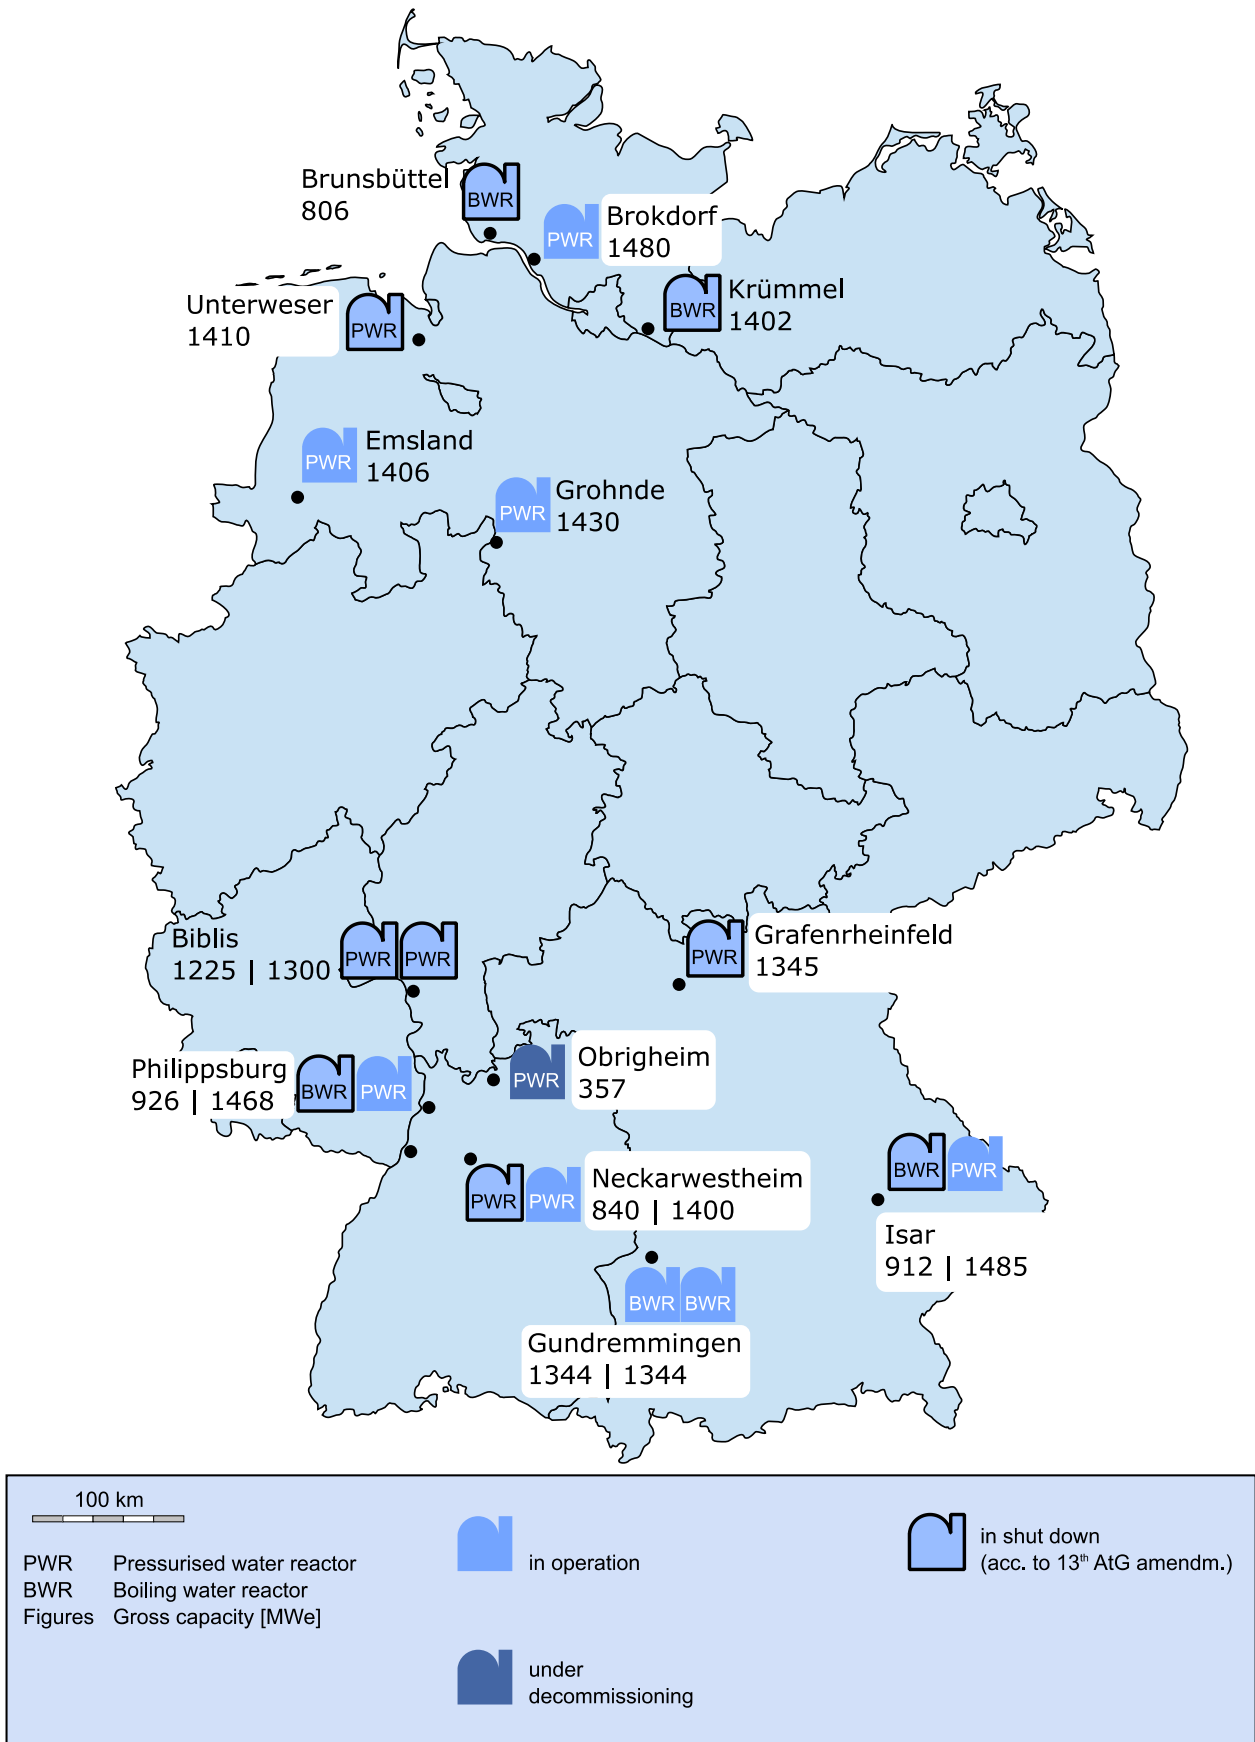 Brunsbüttel
806
BWR
PWR
Brokdorf
1480
Unterweser
1410
PWR
BWR
Krümmel
1402
PWR
Emsland
1406
PWR
Grohnde
1430
Biblis
1225 | 1300
PWR
PWR
PWR
Grafenrheinfeld
1345
Philippsburg
926 | 1468
BWR
PWR
PWR
Obrigheim
357
PWR
PWR
Neckarwestheim
840 | 1400
BWR
PWR
Isar
912 | 1485
BWR
BWR
Gundremmingen
1344 | 1344
100 km
PWR Pressurised water reactor
BWR Boiling water reactor
Figures Gross capacity [MWe]
in operation
under
decommissioning
in shut down
(acc. to 13th AtG amendm.)